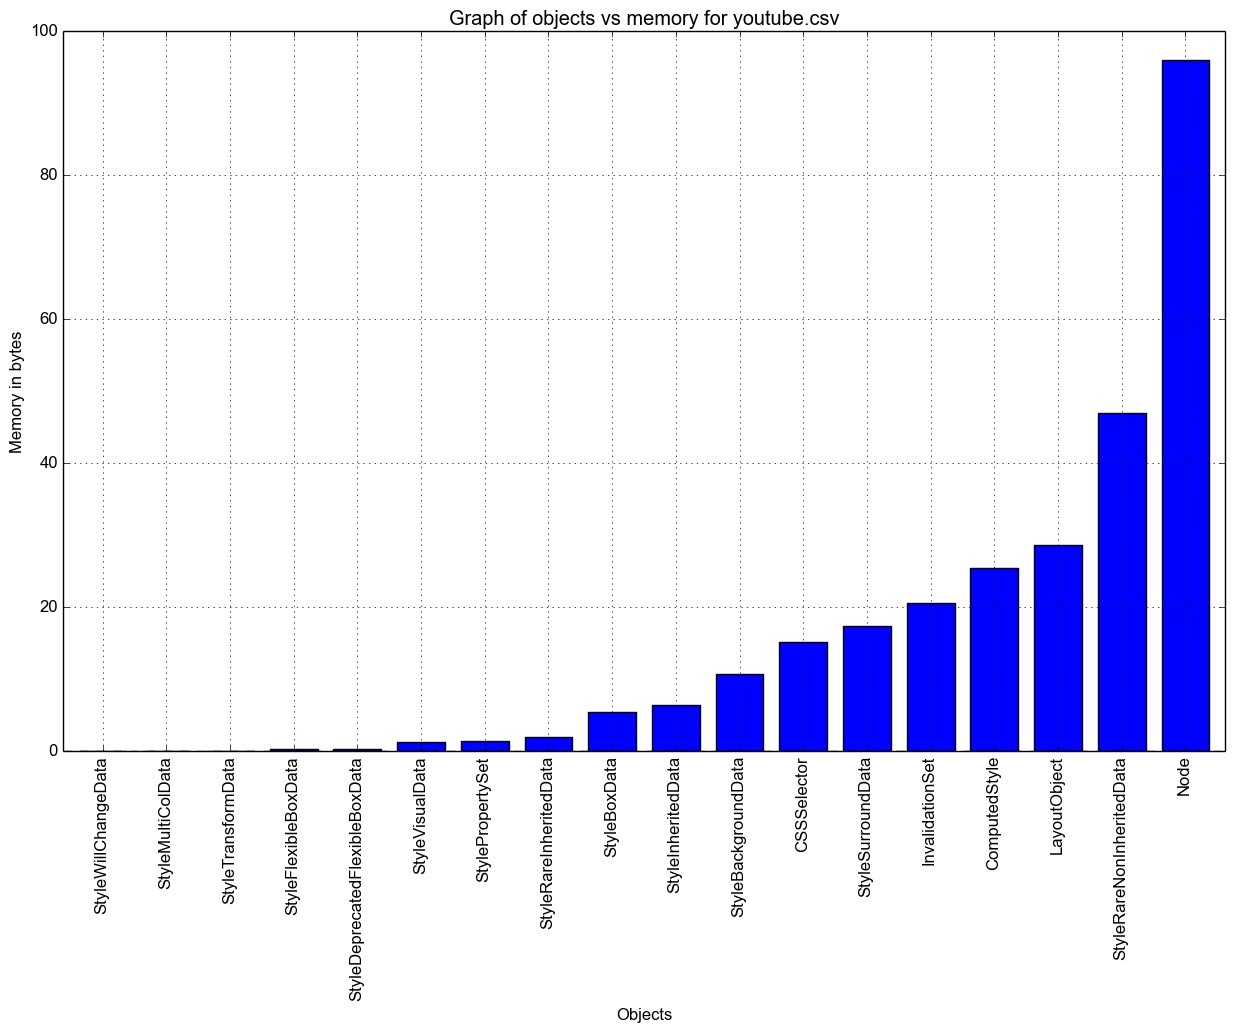 Graph of objects vs memory for youtube.csv
100
80
60
40
20
0
Memory in bytes
StyleWillChangeData
StyleMultiColData
StyleTransformData
StyleFlexibleBoxData
StyleDeprecatedFlexibleBoxData
StyleVisualData
StylePropertySet
StyleRareInheritedData
StyleBoxData
StyleInheritedData
StyleBackgroundData
CSSSelector
StyleSurroundData
InvalidationSet
ComputedStyle
LayoutObject
StyleRareNonInheritedData
Node
Objects